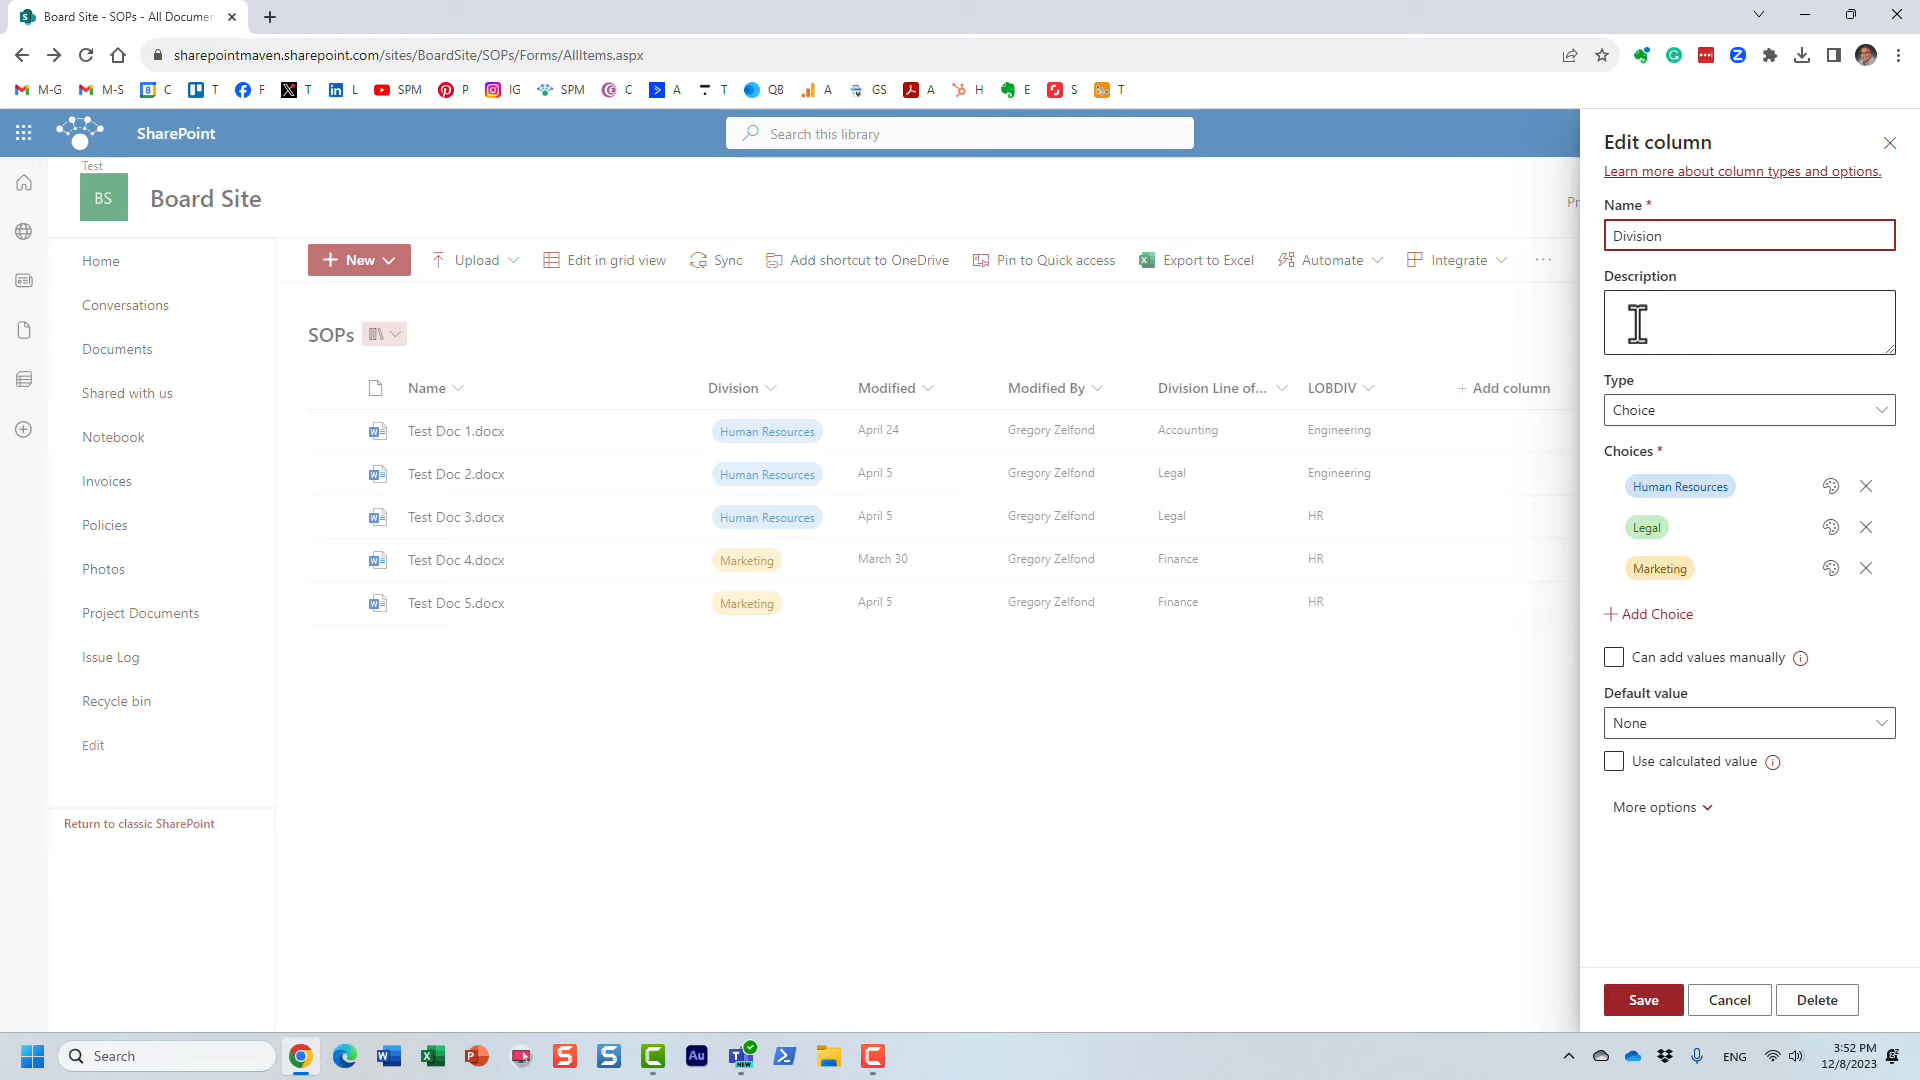 Board Site - SOPs - All Documen
sharepointmaven.sharepoint.com/sites/BoardSite/SOPs/Forms/AllItems.aspx
M-G M-S C T F T L SPM P IG SPM C A T QB A GS A H E S T
SharePoint
Search this library
Test
BS
Board Site
Pr
Home
Conversations
Documents
Shared with us
Notebook
Invoices
Policies
Photos
Project Documents
Issue Log
Recycle bin
Edit
Return to classic SharePoint
New Upload Edit in grid view Sync Add shortcut to OneDrive Pin to Quick access Export to Excel Automate Integrate ...
SOPs
Name Division Modified Modified By Division Line of... LOBDIV + Add column
Test Doc 1.docx Human Resources April 24 Gregory Zelfond Accounting Engineering
Test Doc 2.docx Human Resources April 5 Gregory Zelfond Legal Engineering
Test Doc 3.docx Human Resources April 5 Gregory Zelfond Legal HR
Test Doc 4.docx Marketing March 30 Gregory Zelfond Finance HR
Test Doc 5.docx Marketing April 5 Gregory Zelfond Finance HR
Edit column
Learn more about column types and options.
Name *
Division
Description
Type
Choice
Choices *
Human Resources
Legal
Marketing
+ Add Choice
Can add values manually
Default value
None
Use calculated value
More options
Save Cancel Delete
Search
ENG
3:52 PM
12/8/2023